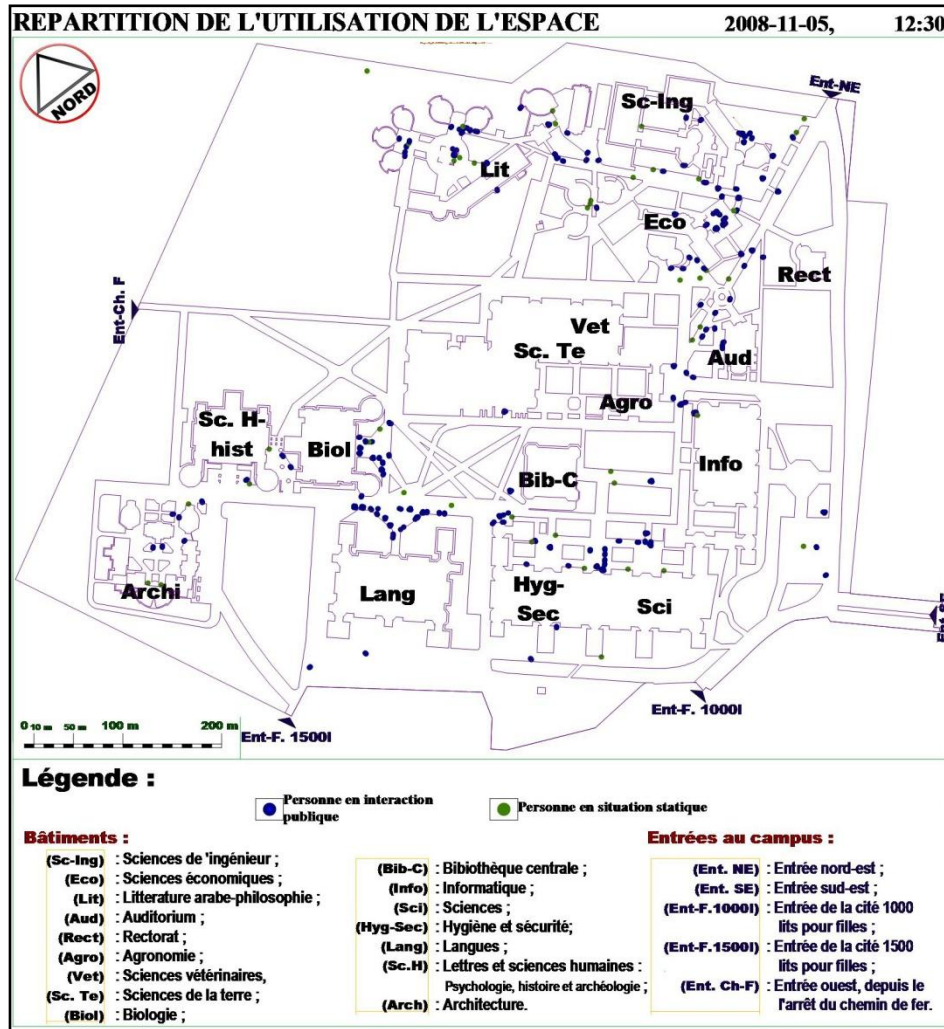 REPARTITION DE L'UTILISATION DE L'ESPACE 2008-11-05, 12:30
NORD
Ent-NE
Sc-Ing
Lit
Eco
Rect
Ent-Ch. F
Vet
Sc. Te
Aud
Agro
Sc. H-
hist
Biol
Info
Bib-C
Archi
Lang
Hyg-
Sec
Sci
Ent-F. 1000l
Ent-F. 1500l
0 10 m 50 m 100 m 200 m
Légende :
Personne en interaction
publique
Personne en situation statique
Bâtiments :
(Sc-Ing) : Sciences de 'ingénieur ;
(Eco) : Sciences économiques ;
(Lit) : Litterature arabe-philosophie ;
(Aud) : Auditorium ;
(Rect) : Rectorat ;
(Agro) : Agronomie ;
(Vet) : Sciences vétérinaires,
(Sc. Te) : Sciences de la terre ;
(Biol) : Biologie ;
(Bib-C) : Bibiothèque centrale ;
(Info) : Informatique ;
(Sci) : Sciences ;
(Hyg-Sec) : Hygiène et sécurité;
(Lang) : Langues ;
(Sc.H) : Lettres et sciences humaines :
Psychologie, histoire et archéologie ;
(Arch) : Architecture.
Entrées au campus :
(Ent. NE) : Entrée nord-est ;
(Ent. SE) : Entrée sud-est ;
(Ent-F.1000l) : Entrée de la cité 1000
lits pour filles ;
(Ent-F.1500l) : Entrée de la cité 1500
lits pour filles ;
(Ent. Ch-F) : Entrée ouest, depuis le
l'arrêt du chemin de fer.